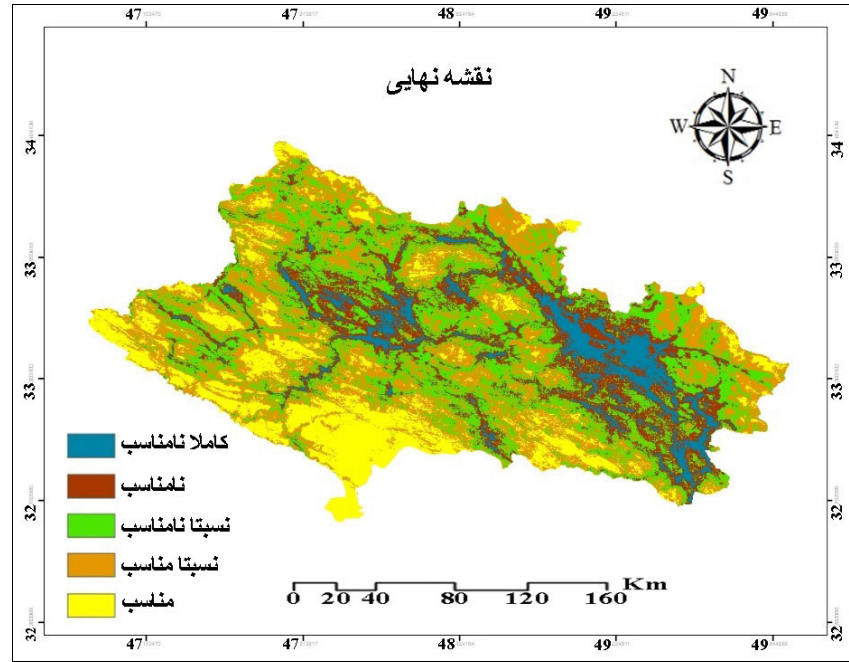 47 47 48 49 49
نقشه نهایی
N
W E
S
34 34
33 33
33 33
32 32
32 32
کاملا نامناسب
نامناسب
نسبتا نامناسب
نسبتا مناسب
مناسب
Km
0 20 40 80 120 160
47 47 48 49 49